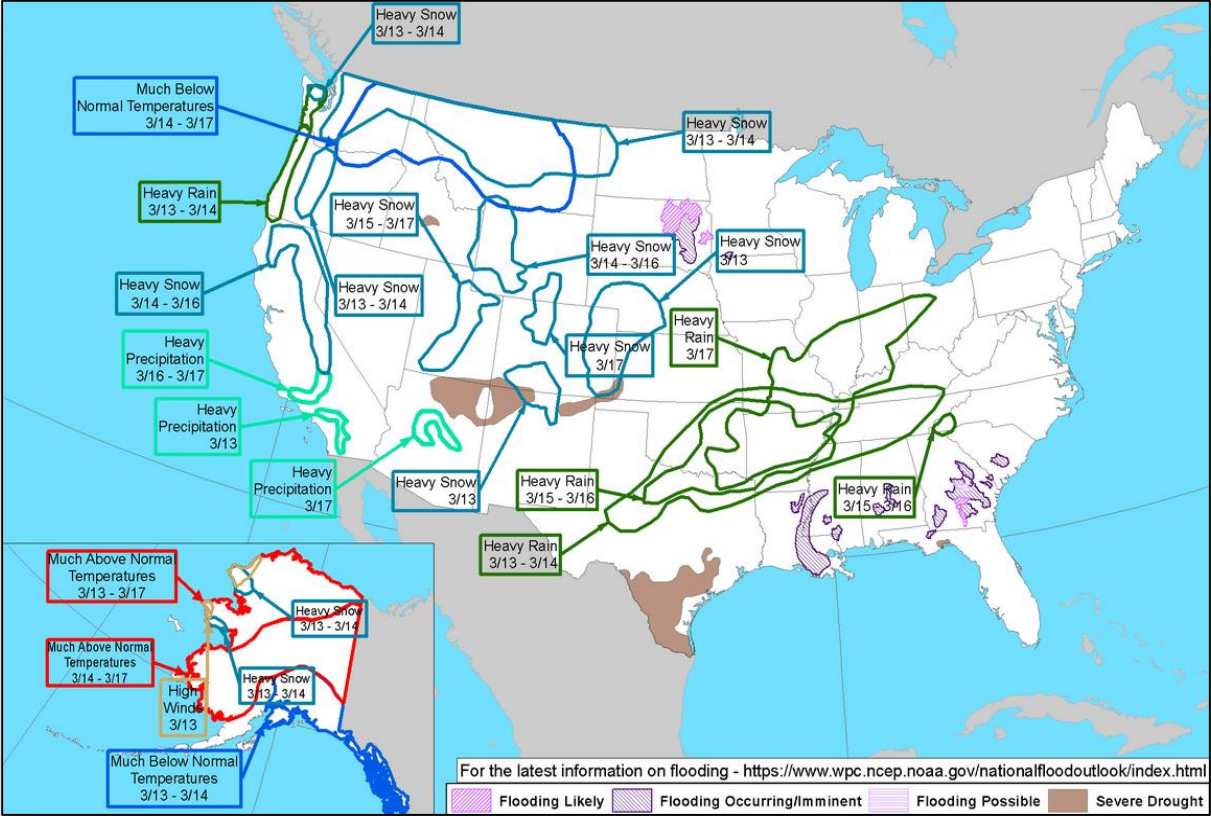 Heavy Snow
3/13 - 3/14
Much Below
Normal Temperatures
3/14 - 3/17
Heavy Snow
3/13 - 3/14
Heavy Rain
3/13 - 3/14
Heavy Snow
3/15 - 3/17
Heavy Snow
3/14 - 3/16
Heavy Snow
3/13
Heavy Snow
3/14 - 3/16
Heavy Snow
3/13 - 3/14
Heavy
Rain
3/17
Heavy Snow
3/17
Heavy
Precipitation
3/16 - 3/17
Heavy
Precipitation
3/13
Heavy
Precipitation
3/17
Heavy Snow
3/13
Heavy Rain
3/15 - 3/16
Heavy Rain
3/15 - 3/16
Heavy Rain
3/13 - 3/14
Much Above Normal
Temperatures
3/13 - 3/17
Heavy Snow
3/13 - 3/14
Much Above Normal
Temperatures
3/14 - 3/17
Heavy Snow
3/13 - 3/14
High
Winds
3/13
Much Below Normal
Temperatures
3/13 - 3/14
For the latest information on flooding - https://www.wpc.ncep.noaa.gov/nationalfloodoutlook/index.html
Flooding Likely
Flooding Occurring/Imminent
Flooding Possible
Severe Drought